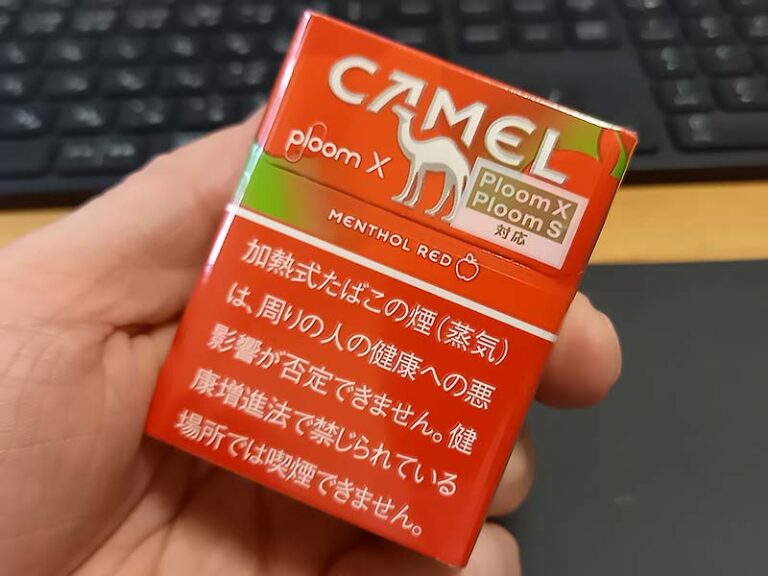 CAMEL
ploom X
Ploom X
Ploom S
対応
MENTHOL RED
加熱式たばこの煙(蒸気)
は、周りの人の健康への悪
影響が否定できません。健
康増進法で禁じられている
場所では喫煙できません。